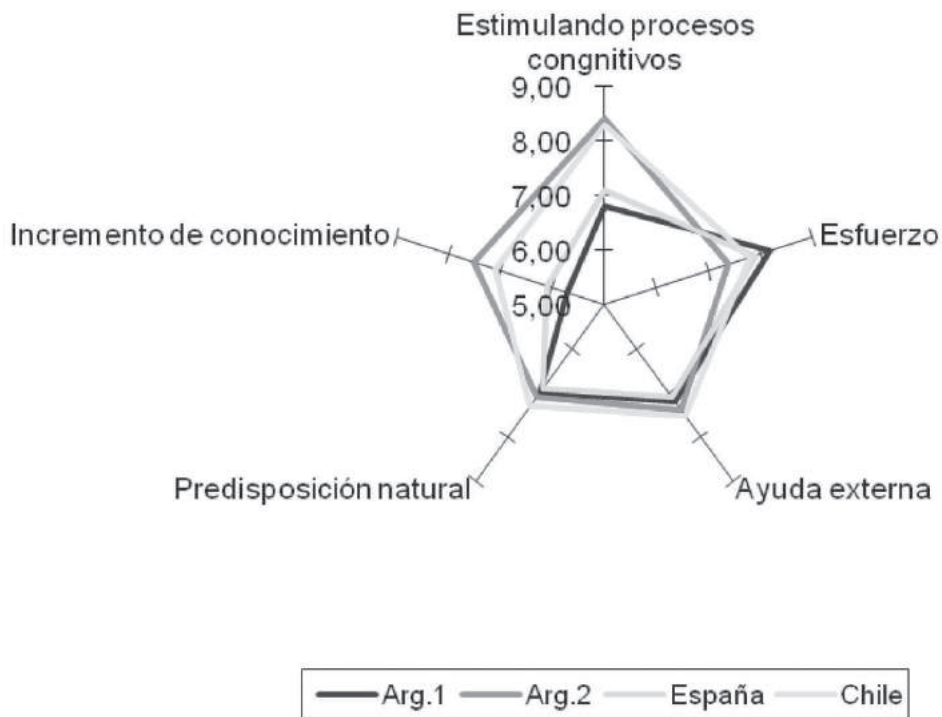 Estimulando procesos
congnitivos
9,00
8,00
7,00
Incremento de conocimiento
Esfuerzo
6,00
5,00
Predisposición natural
Ayuda externa
Arg.1 Arg.2 España Chile